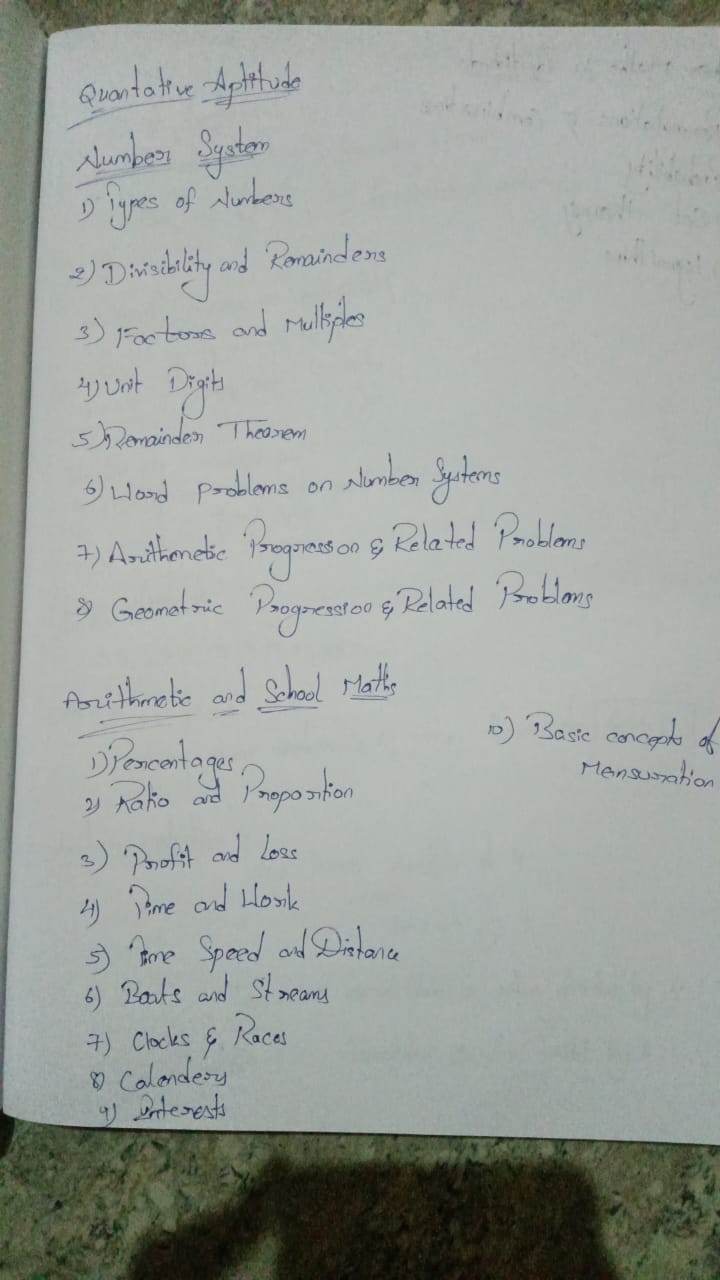 Quantative Aptitude
Number System
1) Types of Numbers
2) Divisibility and Remainders
3) Factors and Multiples
4) Unit Digits
5) Remainder Theorem
6) Word Problems on Number Systems
7) Arithmetic Progression & Related Problems
8) Geometric Progression & Related Problems
Arithmetic and School Maths
1) Percentages
2) Ratio and Proportion
3) Profit and Loss
4) Time and Work
5) Time Speed and Distance
6) Boats and Streams
7) Clocks & Races
8) Calenders
9) Interests
10) Basic concepts of
Mensuration